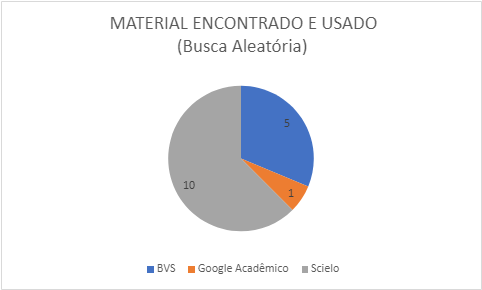 MATERIAL ENCONTRADO E USADO
(Busca Aleatória)
5
1
10
BVS
Google Acadêmico
Scielo